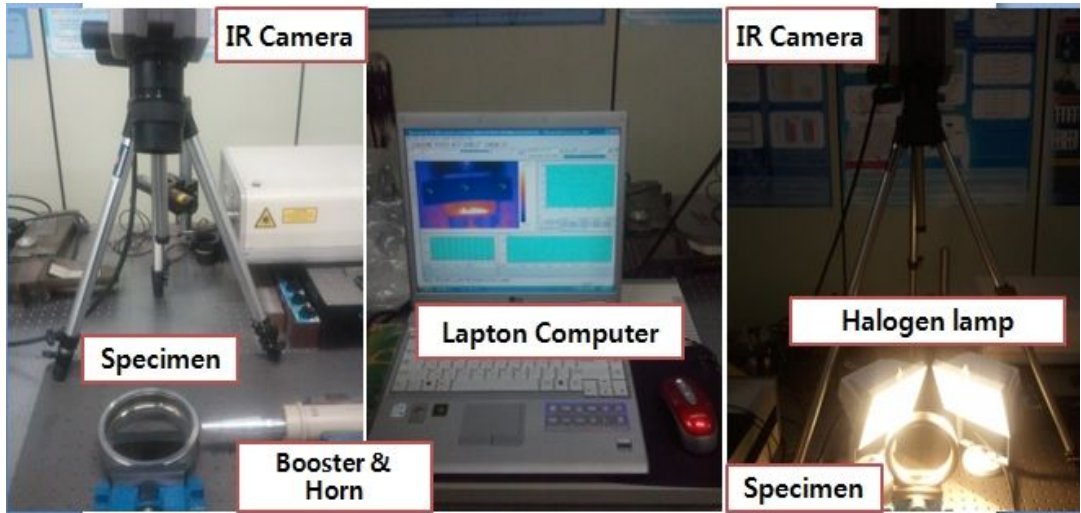 IR Camera
Specimen
Booster &
Horn
Lapton Computer
IR Camera
Halogen lamp
Specimen